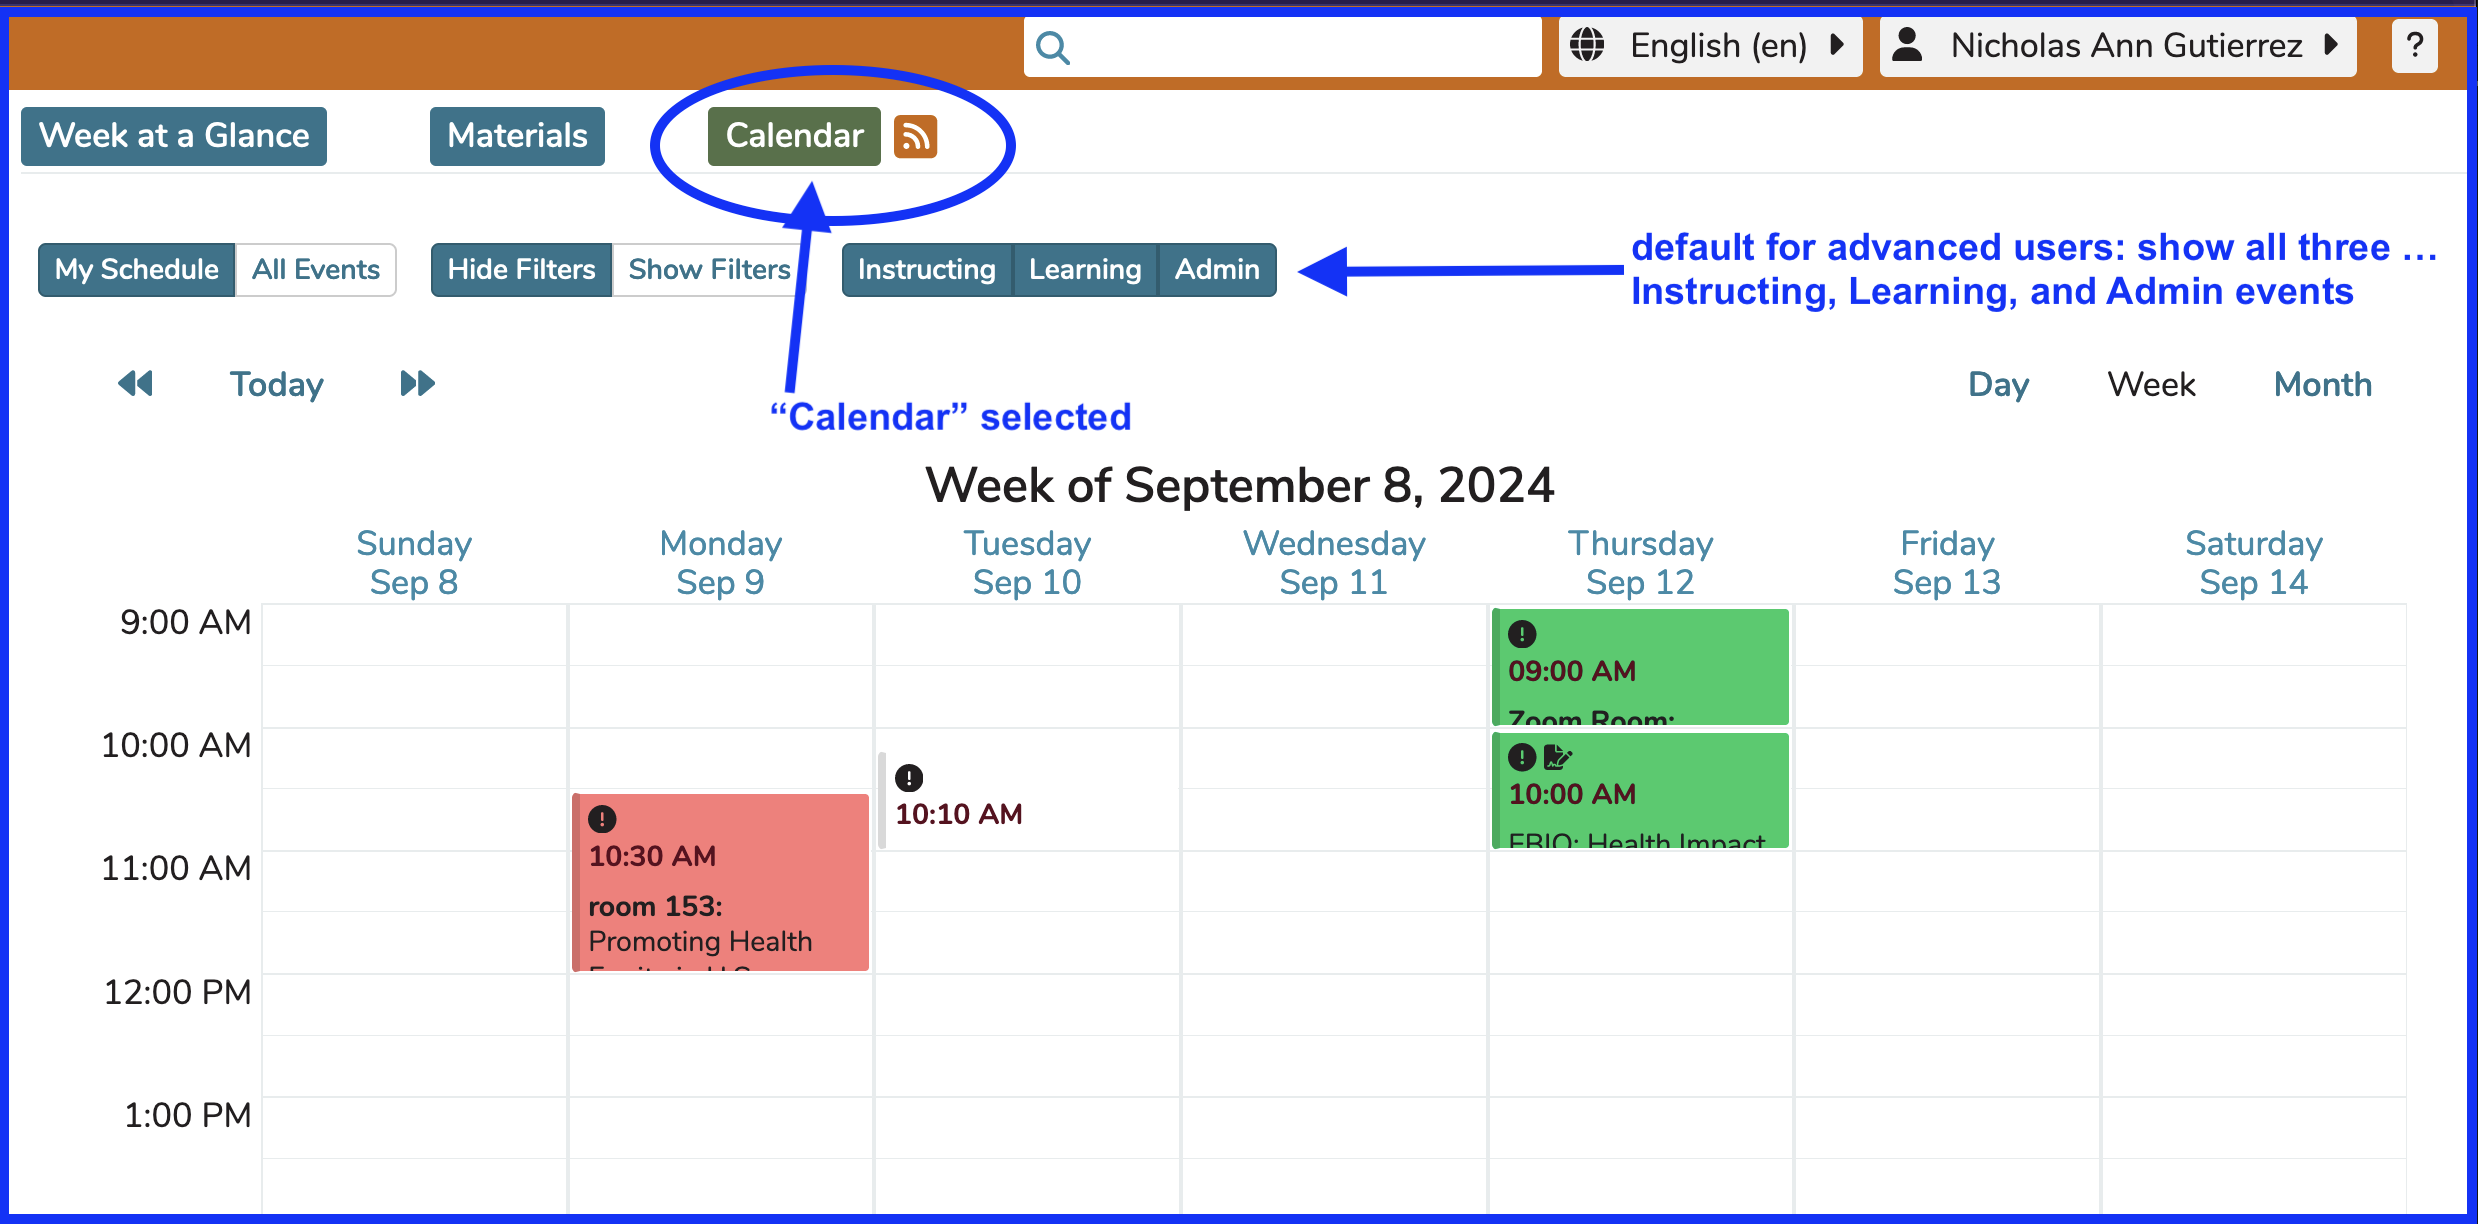 English (en)
Nicholas Ann Gutierrez
?
Week at a Glance
Materials
Calendar
My Schedule
All Events
Hide Filters
Show Filters
Instructing
Learning
Admin
default for advanced users: show all three ...
Instructing, Learning, and Admin events
Today
Day
Week
Month
“Calendar” selected
Week of September 8, 2024
Sunday
Sep 8
Monday
Sep 9
Tuesday
Sep 10
Wednesday
Sep 11
Thursday
Sep 12
Friday
Sep 13
Saturday
Sep 14
9:00 AM
09:00 AM
Zoom Room:
10:00 AM
10:00 AM
Health Impact
10:10 AM
10:30 AM
room 153:
Promoting Health
11:00 AM
12:00 PM
1:00 PM